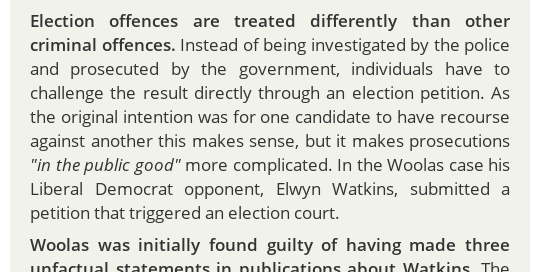 Election offences are treated differently than other
criminal offences. Instead of being investigated by the police
and prosecuted by the government, individuals have to
challenge the result directly through an election petition. As
the original intention was for one candidate to have recourse
against another this makes sense, but it makes prosecutions
"in the public good" more complicated. In the Woolas case his
Liberal Democrat opponent, Elwyn Watkins, submitted a
petition that triggered an election court.
Woolas was initially found guilty of having made three
unfactual statements in publications about Watkins. The